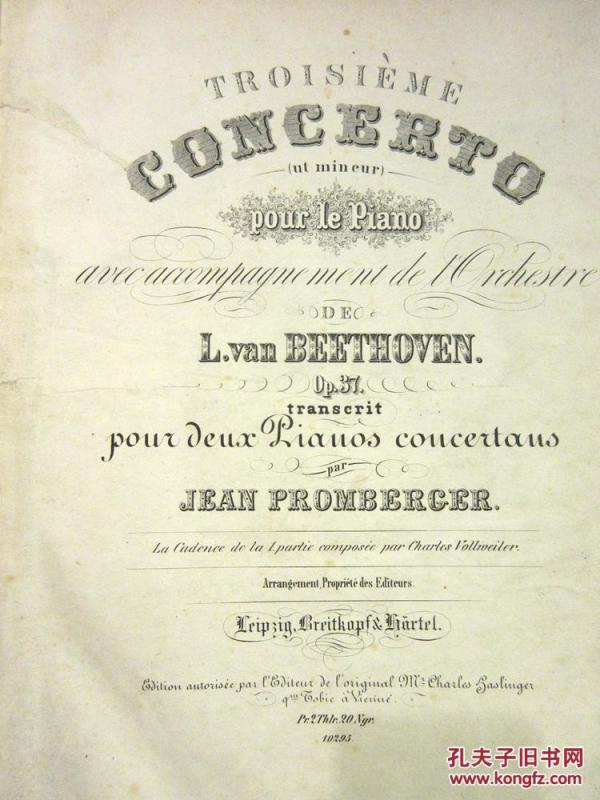 TROISIÈME
CONCERTO
(ut mineur)
pour le Piano
avec accompagnement de l'Orchestre
DE
L. van BEETHOVEN.
Op. 37.
transcrit
pour deux Pianos concertans
par
JEAN PROMBERGER.
La Cadence de la I partie composée par Charles Vollweiler.
Arrangement, Propriété des Editeurs.
Leipzig, Breitkopf & Härtel.
Edition autorisée par l'Editeur de l'original Mr. Charles Haslinger
qm Tobie à Vienne.
Pr. 2 Thlr. 20 Ngr.
10295.
孔夫子旧书网
www.kongfz.com